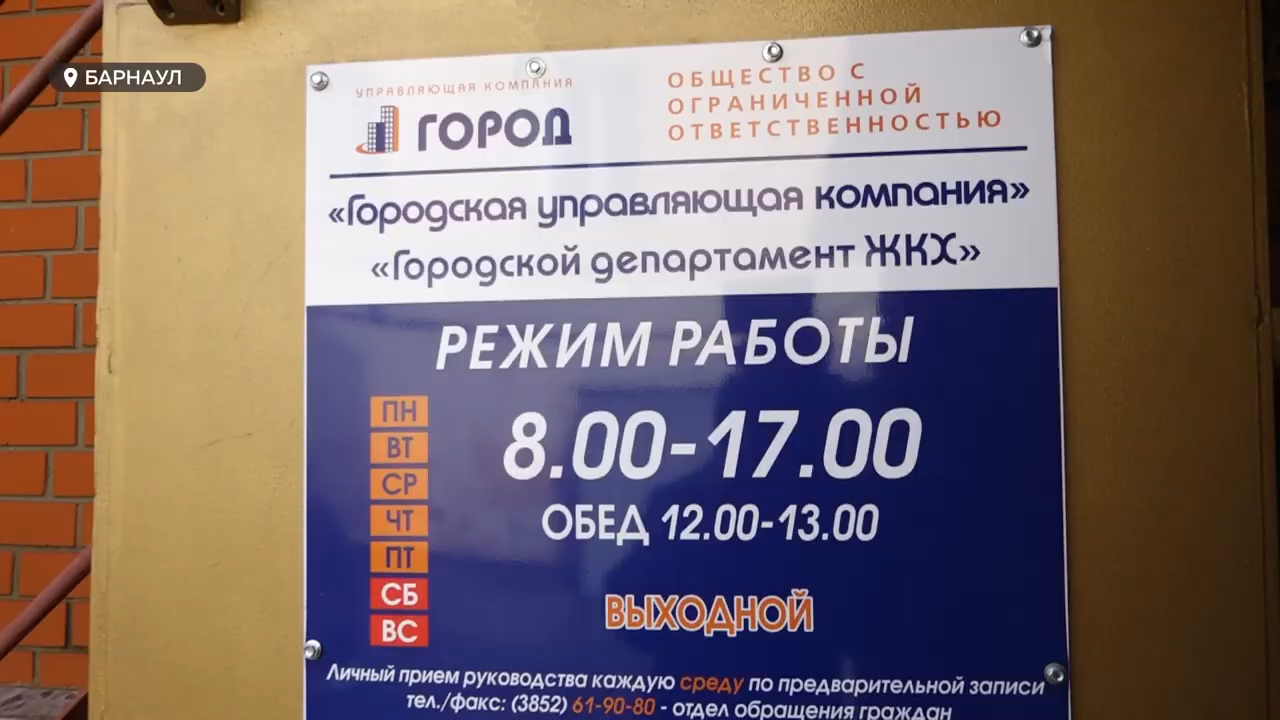 БАРНАУЛ
УПРАВЛЯЮЩАЯ КОМПАНИЯ
ГОРОД
ОБЩЕСТВО С
ОГРАНИЧЕННОЙ
ОТВЕТСТВЕННОСТЬЮ
«Городская управляющая компания»
«Городской департамент ЖКХ»
РЕЖИМ РАБОТЫ
ПН
ВТ
СР
ЧТ
ПТ
СБ
ВС
8.00-17.00
ОБЕД 12.00-13.00
ВЫХОДНОЙ
Личный прием руководства каждую среду по предварительной записи
тел./факс: (3852) 61-90-80 - отдел обращения граждан